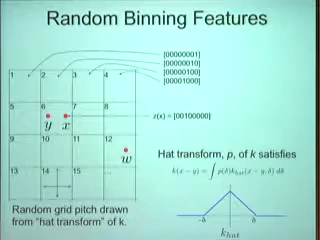 Random Binning Features
[00000001]
[00000010]
[00000100]
[00001000]
1 2 3 4
5 6 7 8
y x
z(x) = [00100000]
9 10 11 12
w
Hat transform, p, of k satisfies
k(x − y) = ∫ p(δ)k_hat(x − y; δ) dδ
13 14 15 ...
-δ δ
k_hat
Random grid pitch drawn
from "hat transform" of k.